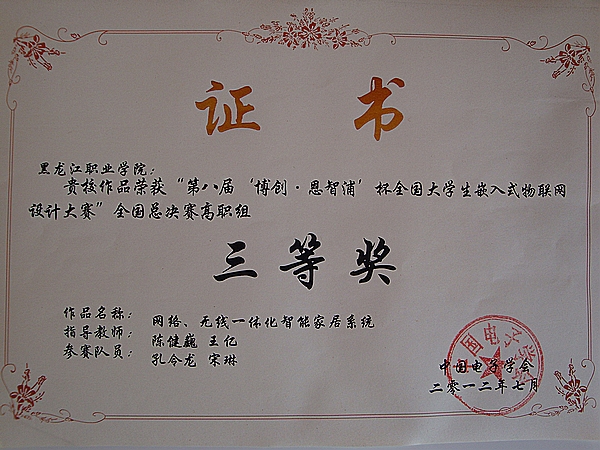 证 书
黑龙江职业学院：
贵校作品荣获“第八届‘博创·恩智浦’杯全国大学生嵌入式物联网
设计大赛”全国总决赛高职组
三等奖
作品名称： 网络、无线一体化智能家居系统
指导教师： 陈健巍 王亿
参赛队员： 孔令龙 宋琳
中国电子学会
二零一二年七月